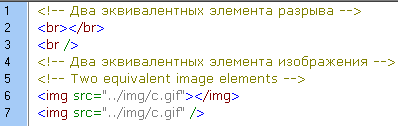 1 <!-- Два эквивалентных элемента разрыва -->
2 <br></br>
3 <br />
4 <!-- Два эквивалентных элемента изображения -->
5 <!-- Two equivalent image elements -->
6 <img src="../img/c.gif"></img>
7 <img src="../img/c.gif" />